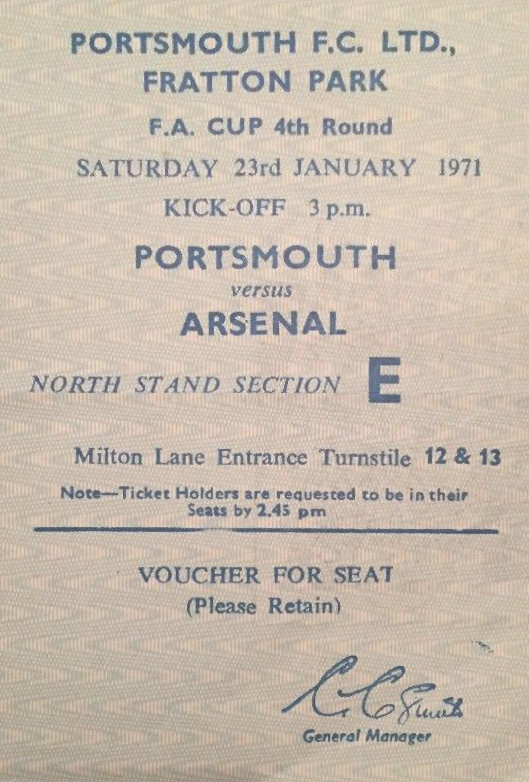 PORTSMOUTH F.C. LTD.,
FRATTON PARK
F.A. CUP 4th Round
SATURDAY 23rd JANUARY 1971
KICK-OFF 3 p.m.
PORTSMOUTH
versus
ARSENAL
NORTH STAND SECTION E
Milton Lane Entrance Turnstile 12 & 13
Note—Ticket Holders are requested to be in their
Seats by 2.45 pm
VOUCHER FOR SEAT
(Please Retain)
C. C. Smith
General Manager